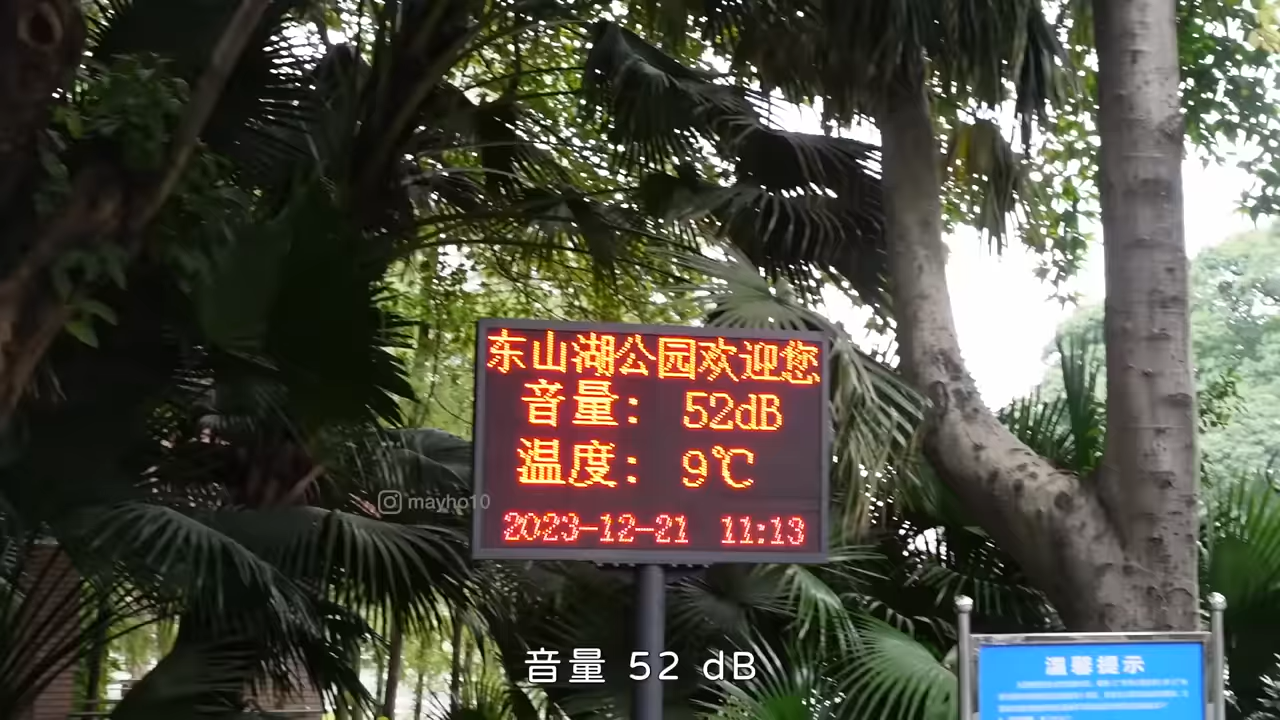 东山湖公园欢迎您
音量: 52dB
温度: 9℃
2023-12-21 11:13
mayho10
音量 52 dB
温馨提示